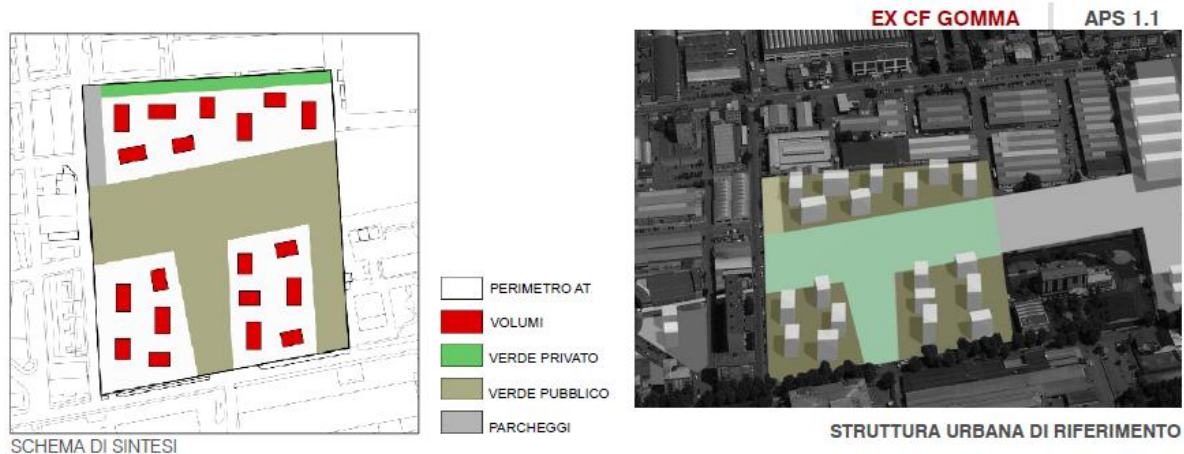 EX CF GOMMA
APS 1.1
PERIMETRO AT
VOLUMI
VERDE PRIVATO
VERDE PUBBLICO
PARCHEGGI
SCHEMA DI SINTESI
STRUTTURA URBANA DI RIFERIMENTO